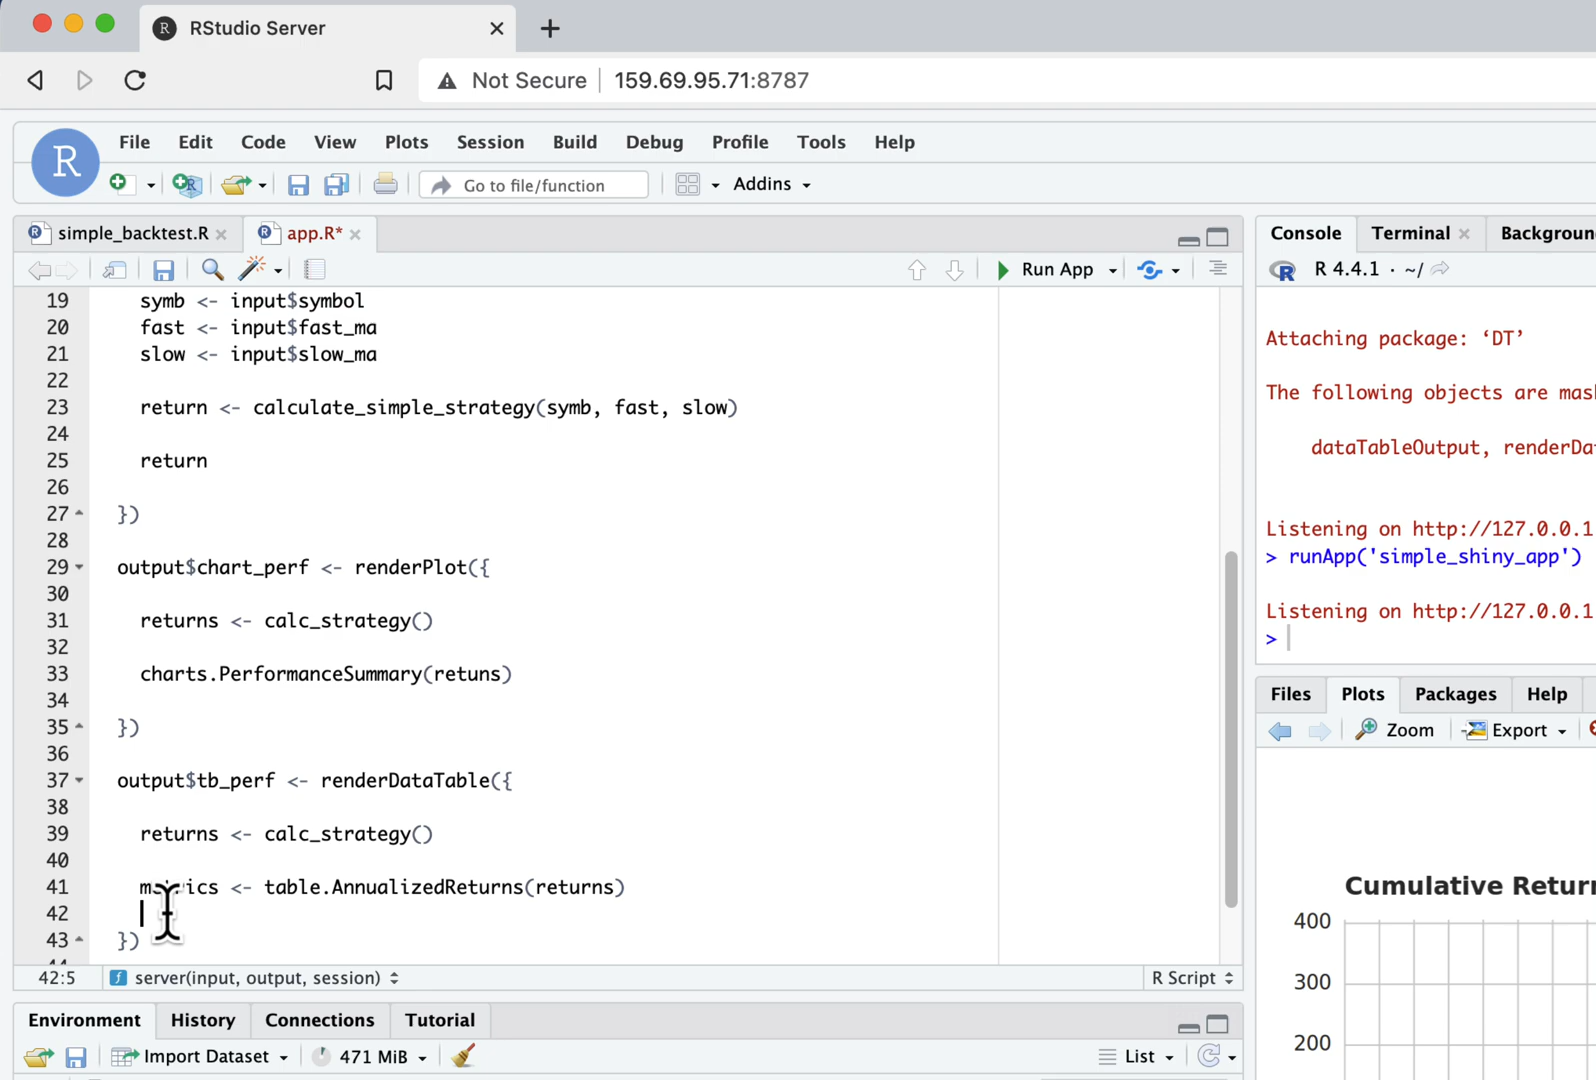 RStudio Server
Not Secure 159.69.95.71:8787
File Edit Code View Plots Session Build Debug Profile Tools Help
Go to file/function Addins
simple_backtest.R app.R*
Run App
19 symb <- input$symbol
20 fast <- input$fast_ma
21 slow <- input$slow_ma
22
23 return <- calculate_simple_strategy(symb, fast, slow)
24
25 return
26
27 })
28
29 output$chart_perf <- renderPlot({
30
31 returns <- calc_strategy()
32
33 charts.PerformanceSummary(retuns)
34
35 })
36
37 output$tb_perf <- renderDataTable({
38
39 returns <- calc_strategy()
40
41 metrics <- table.AnnualizedReturns(returns)
42
43 })
42:5 server(input, output, session) R Script
Environment History Connections Tutorial
Import Dataset 471 MiB List
Console Terminal Backgroun
R 4.4.1 · ~/
Attaching package: ‘DT’
The following objects are mas
dataTableOutput, renderDa
Listening on http://127.0.0.1
> runApp('simple_shiny_app')
Listening on http://127.0.0.1
>
Files Plots Packages Help
Zoom Export
Cumulative Return
400
300
200